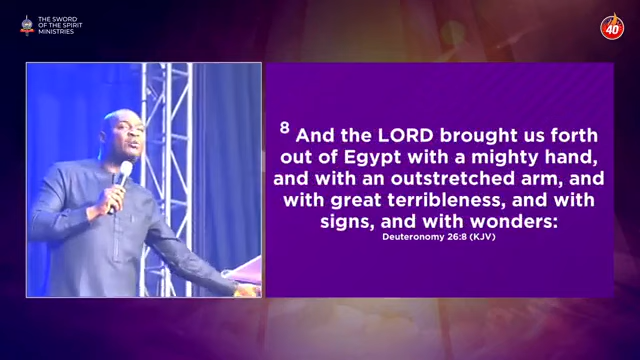 THE SWORD
OF THE SPIRIT
MINISTRIES
40
8 And the LORD brought us forth
out of Egypt with a mighty hand,
and with an outstretched arm, and
with great terribleness, and with
signs, and with wonders:
Deuteronomy 26:8 (KJV)